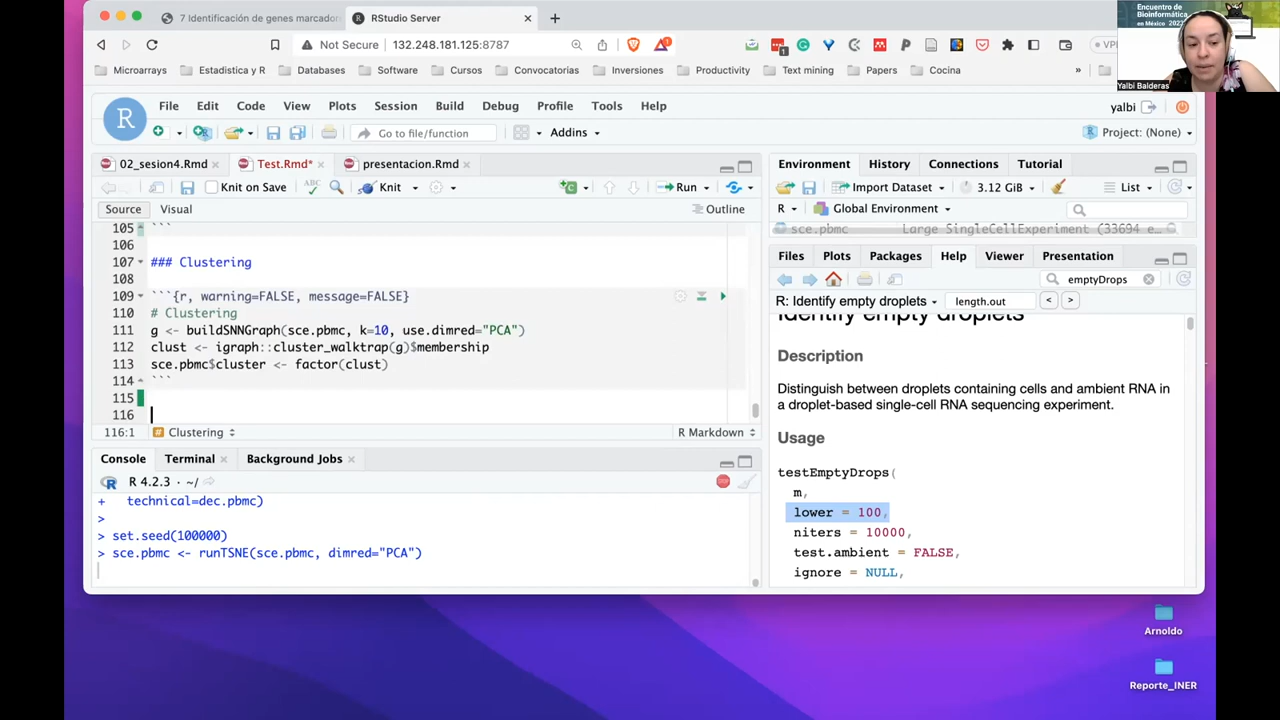 7 Identificación de genes marcador
RStudio Server
Not Secure
132.248.181.125:8787
Microarrays
Estadistica y R
Databases
Software
Cursos
Convocatorias
Inversiones
Productivity
Text mining
Papers
Cocina
»
Encuentro de
Bioinformática
en México 202
Yalbi Balderas
File Edit Code View Plots Session Build Debug Profile Tools Help
yalbi
Go to file/function
Addins
Project: (None)
02_sesion4.Rmd
Test.Rmd*
presentacion.Rmd
Knit on Save
Knit
Run
Source Visual
Outline
105 ```
106
107 ### Clustering
108
109 ```{r, warning=FALSE, message=FALSE}
110 # Clustering
111 g <- buildSNNGraph(sce.pbmc, k=10, use.dimred="PCA")
112 clust <- igraph::cluster_walktrap(g)$membership
113 sce.pbmc$cluster <- factor(clust)
114 ```
115
116
116:1 # Clustering
R Markdown
Console Terminal Background Jobs
R 4.2.3 · ~/
+ technical=dec.pbmc)
>
> set.seed(100000)
> sce.pbmc <- runTSNE(sce.pbmc, dimred="PCA")
Environment History Connections Tutorial
Import Dataset
3.12 GiB
List
R
Global Environment
sce.pbmc Large SingleCellExperiment (33694 e…
Files Plots Packages Help Viewer Presentation
emptyDrops
R: Identify empty droplets
length.out
< >
Identify empty droplets
Description
Distinguish between droplets containing cells and ambient RNA in
a droplet-based single-cell RNA sequencing experiment.
Usage
testEmptyDrops(
m,
lower = 100,
niters = 10000,
test.ambient = FALSE,
ignore = NULL,
Arnoldo
Reporte_INER